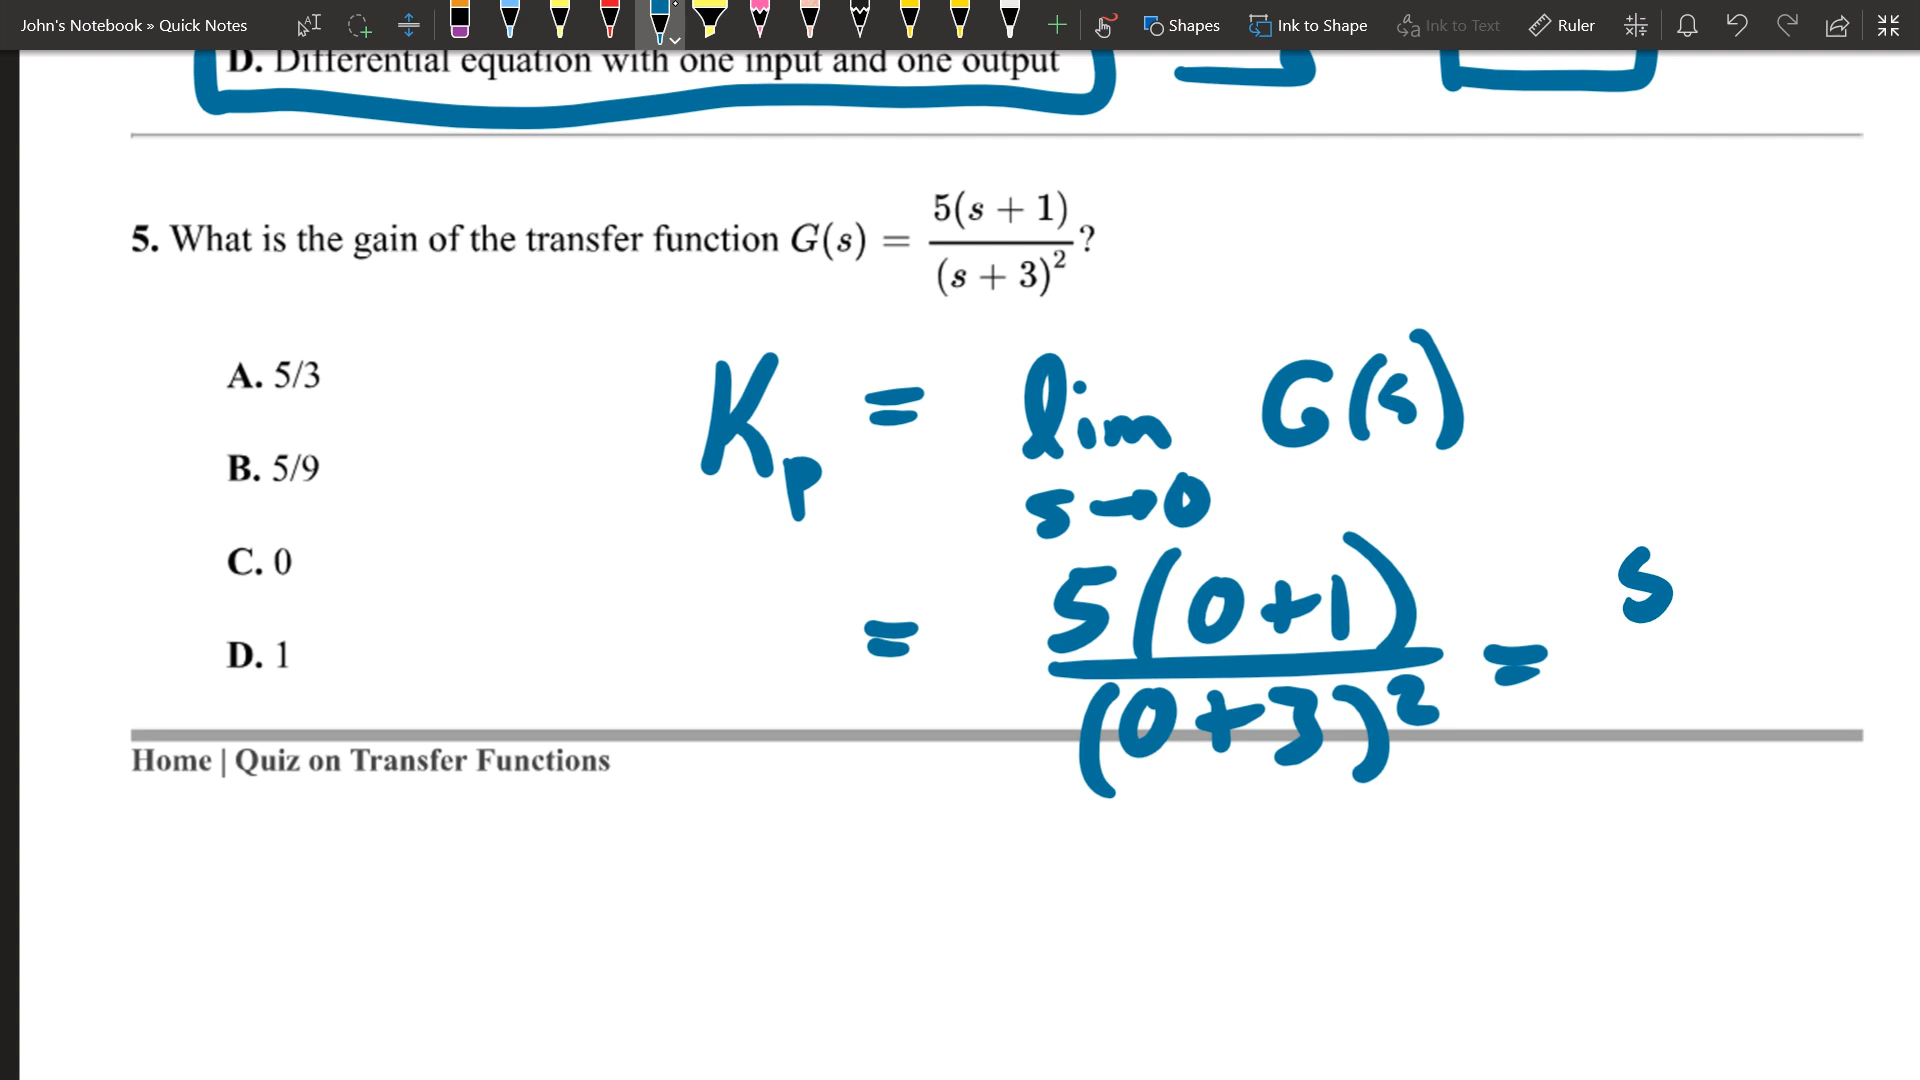 John's Notebook » Quick Notes
Shapes
Ink to Shape
Ink to Text
Ruler
D. Differential equation with one input and one output
5. What is the gain of the transfer function G(s) = 5(s + 1) / (s + 3)² ?
A. 5/3
B. 5/9
C. 0
D. 1
Kp = lim G(s)
s→0
= 5(0+1) / (0+3)² = 5
Home | Quiz on Transfer Functions